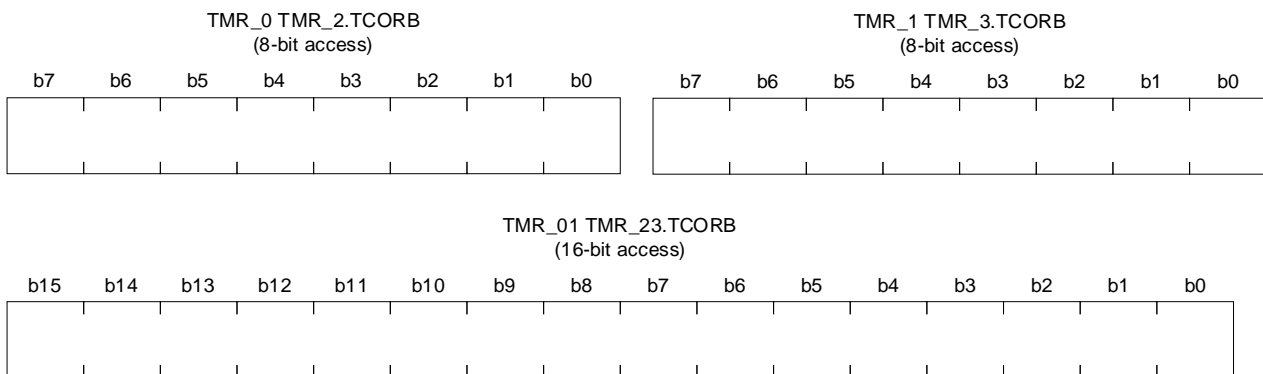 TMR_0 TMR_2.TCORB
(8-bit access)
b7 b6 b5 b4 b3 b2 b1 b0
TMR_1 TMR_3.TCORB
(8-bit access)
b7 b6 b5 b4 b3 b2 b1 b0
TMR_01 TMR_23.TCORB
(16-bit access)
b15 b14 b13 b12 b11 b10 b9 b8 b7 b6 b5 b4 b3 b2 b1 b0